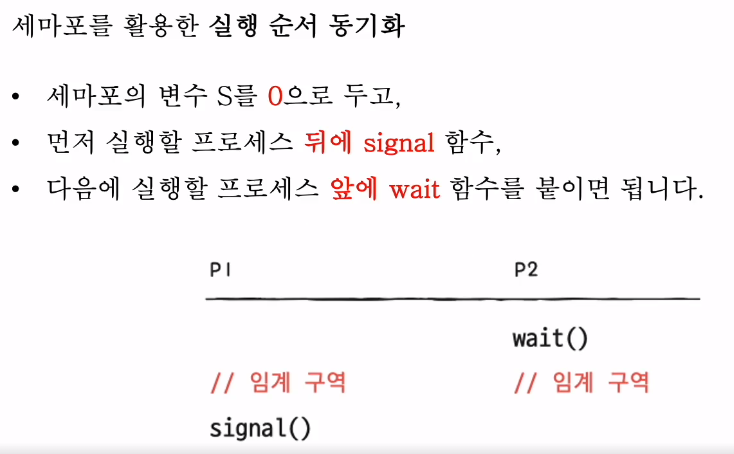 세마포를 활용한 실행 순서 동기화
• 세마포의 변수 S를 0으로 두고,
• 먼저 실행할 프로세스 뒤에 signal 함수,
• 다음에 실행할 프로세스 앞에 wait 함수를 붙이면 됩니다.
P1 P2
wait()
// 임계 구역 // 임계 구역
signal()